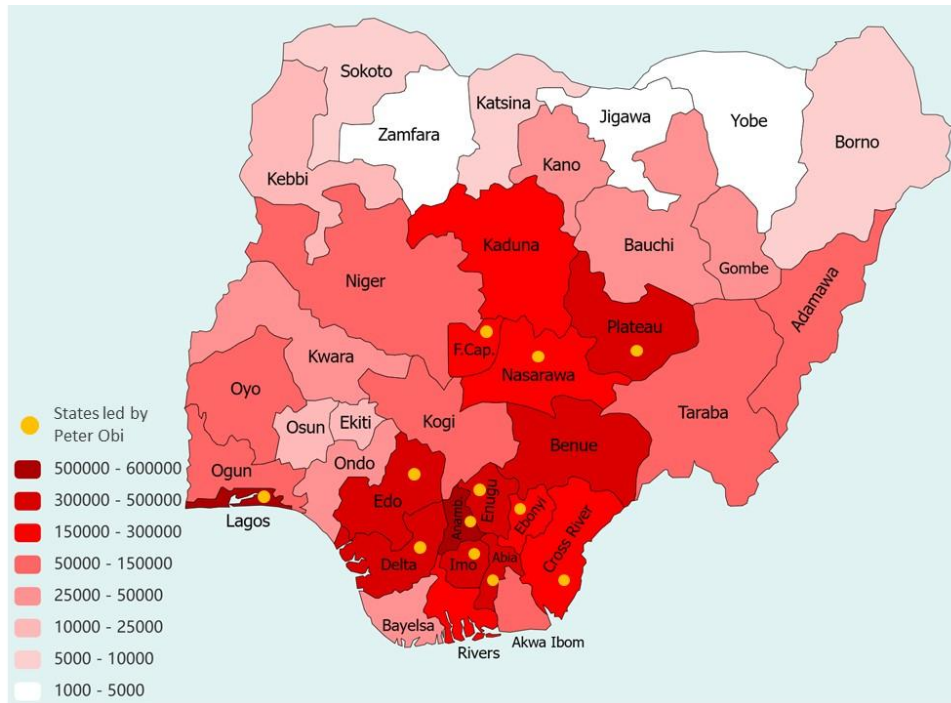 Sokoto
Katsina
Zamfara
Jigawa
Yobe
Borno
Kano
Kebbi
Kaduna
Bauchi
Gombe
Niger
Adamawa
Plateau
F.Cap.
Kwara
Nasarawa
Oyo
Taraba
Kogi
Osun
Ekiti
Benue
Ogun
Ondo
Edo
Enugu
Anamb.
Ebonyi
Lagos
Cross River
Delta
Imo
Abia
Bayelsa
Rivers
Akwa Ibom
States led by
Peter Obi
500000 - 600000
300000 - 500000
150000 - 300000
50000 - 150000
25000 - 50000
10000 - 25000
5000 - 10000
1000 - 5000